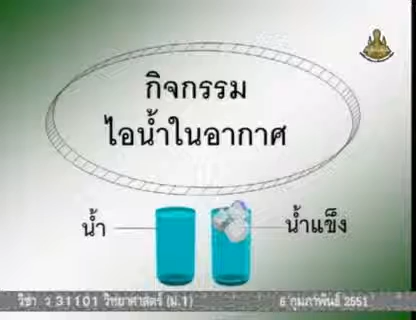 กิจกรรม
ไอน้ำในอากาศ
น้ำ
น้ำแข็ง
วิชา ว 31101 วิทยาศาสตร์ (ม.1)
6 กุมภาพันธ์ 2551